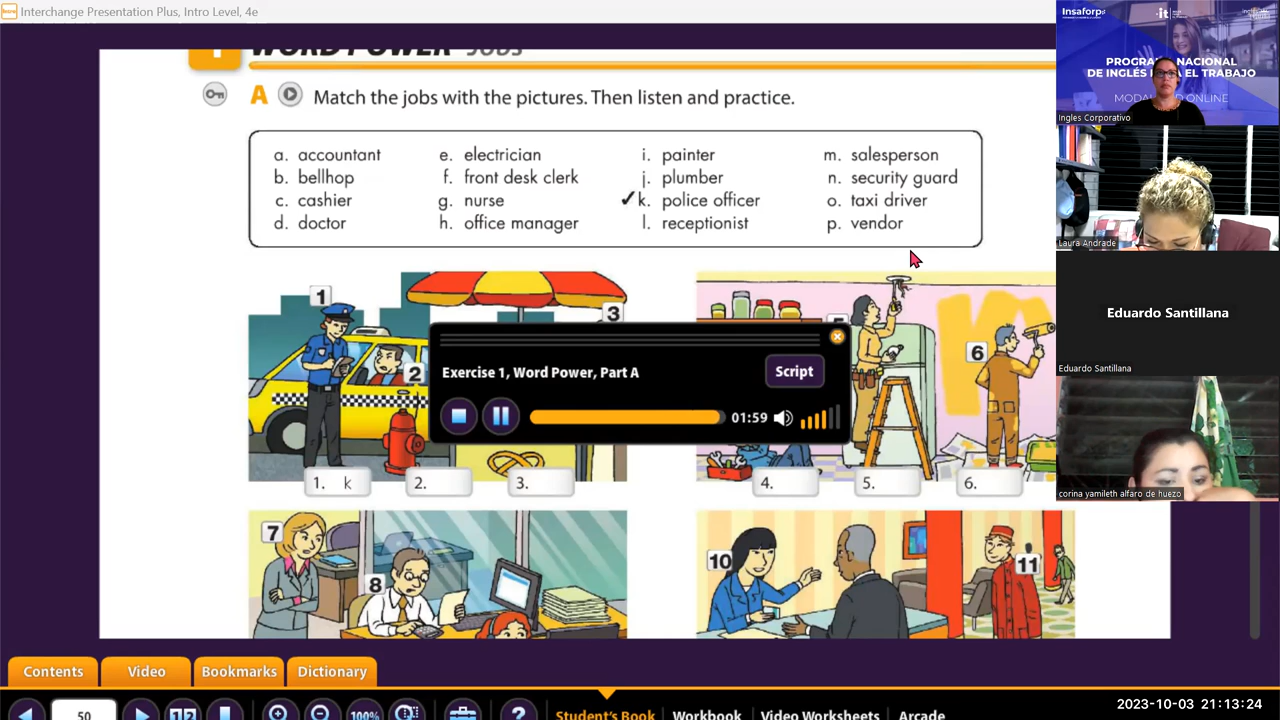 Interchange Presentation Plus, Intro Level, 4e
WORD POWER JOBS
A Match the jobs with the pictures. Then listen and practice.
a. accountant
b. bellhop
c. cashier
d. doctor
e. electrician
f. front desk clerk
g. nurse
h. office manager
i. painter
j. plumber
✓k. police officer
l. receptionist
m. salesperson
n. security guard
o. taxi driver
p. vendor
1
2
3
6
Exercise 1, Word Power, Part A
Script
01:59
1. k
2.
3.
4.
5.
6.
7
8
10
11
Contents
Video
Bookmarks
Dictionary
50
1 2
100%
?
Student's Book
Workbook
Video Worksheets
Arcade
Insaforp
it
PROGRAMA NACIONAL
DE INGLÉS PARA EL TRABAJO
ONLINE
Ingles Corporativo
Laura Andrade
Eduardo Santillana
Eduardo Santillana
corina yamileth alfaro de huezo
2023-10-03 21:13:24